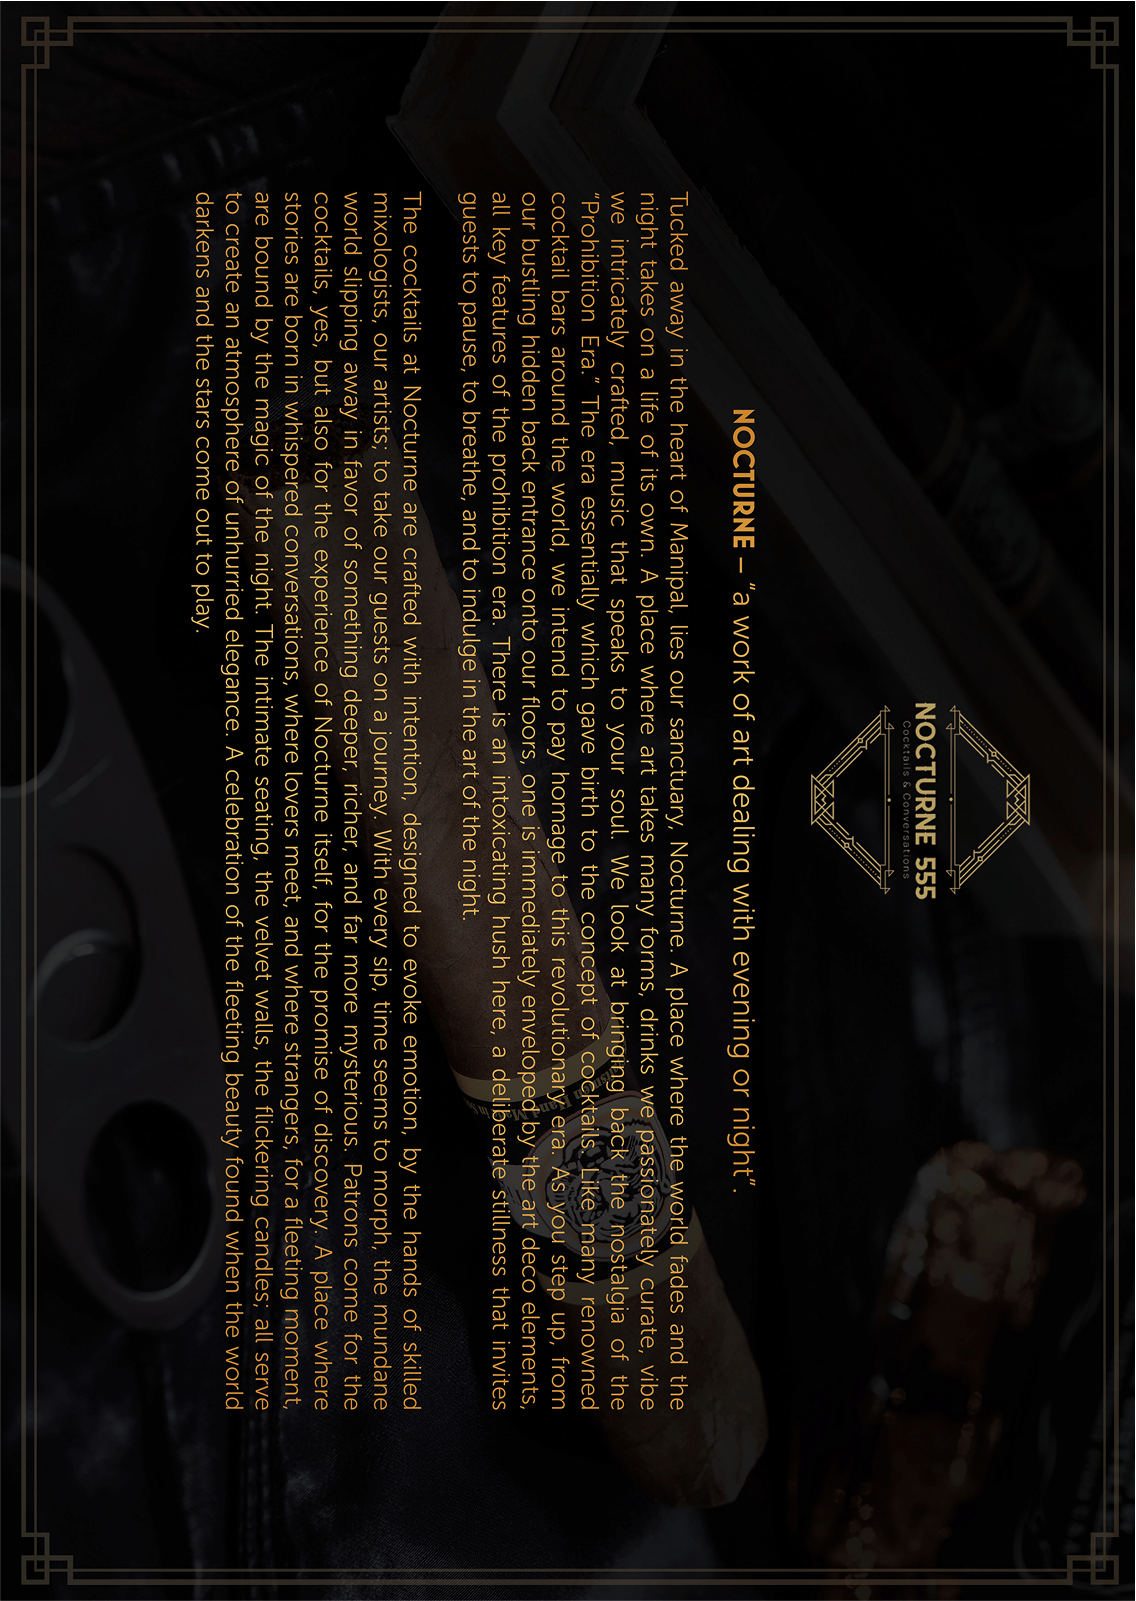 NOCTURNE 555
Cocktails & Conversations
NOCTURNE – “a work of art dealing with evening or night”.
Tucked away in the heart of Manipal, lies our sanctuary, Nocturne. A place where the world fades and the
night takes on a life of its own. A place where art takes many forms, drinks we passionately curate, vibe
we intricately crafted, music that speaks to your soul. We look at bringing back the nostalgia of the
“Prohibition Era.” The era essentially which gave birth to the concept of cocktails. Like many renowned
cocktail bars around the world, we intend to pay homage to this revolutionary era. As you step up, from
our bustling hidden back entrance onto our floors, one is immediately enveloped by the art deco elements,
all key features of the prohibition era. There is an intoxicating hush here, a deliberate stillness that invites
guests to pause, to breathe, and to indulge in the art of the night.
The cocktails at Nocturne are crafted with intention, designed to evoke emotion, by the hands of skilled
mixologists, our artists; to take our guests on a journey. With every sip, time seems to morph, the mundane
world slipping away in favor of something deeper, richer, and far more mysterious. Patrons come for the
cocktails, yes, but also for the experience of Nocturne itself, for the promise of discovery. A place where
stories are born in whispered conversations, where lovers meet, and where strangers, for a fleeting moment,
are bound by the magic of the night. The intimate seating, the velvet walls, the flickering candles; all serve
to create an atmosphere of unhurried elegance. A celebration of the fleeting beauty found when the world
darkens and the stars come out to play.